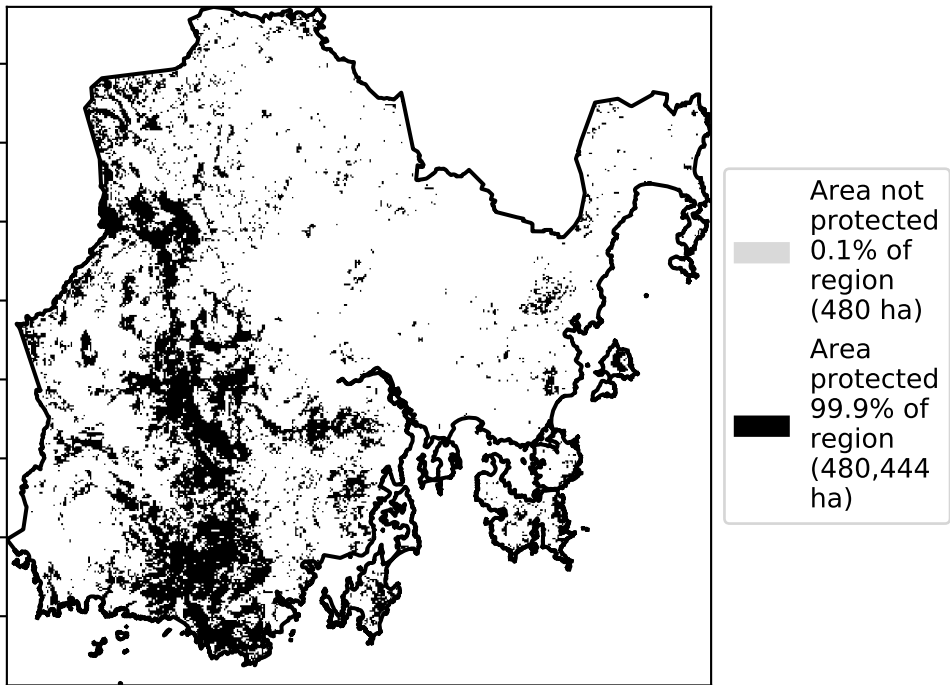 Area not
protected
0.1% of
region
(480 ha)
Area
protected
99.9% of
region
(480,444
ha)